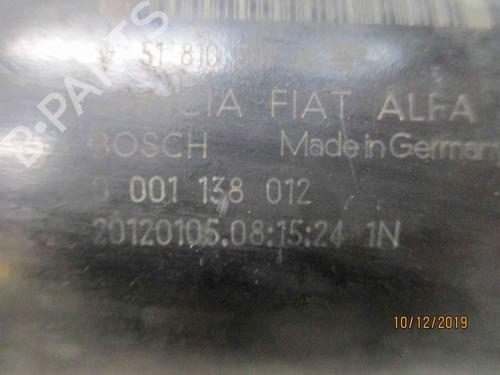 51 810
FIAT ALFA
BOSCH Made in German
0 001 138 012
20120105.08:15:24 1N
10/12/2019
B-PARTS